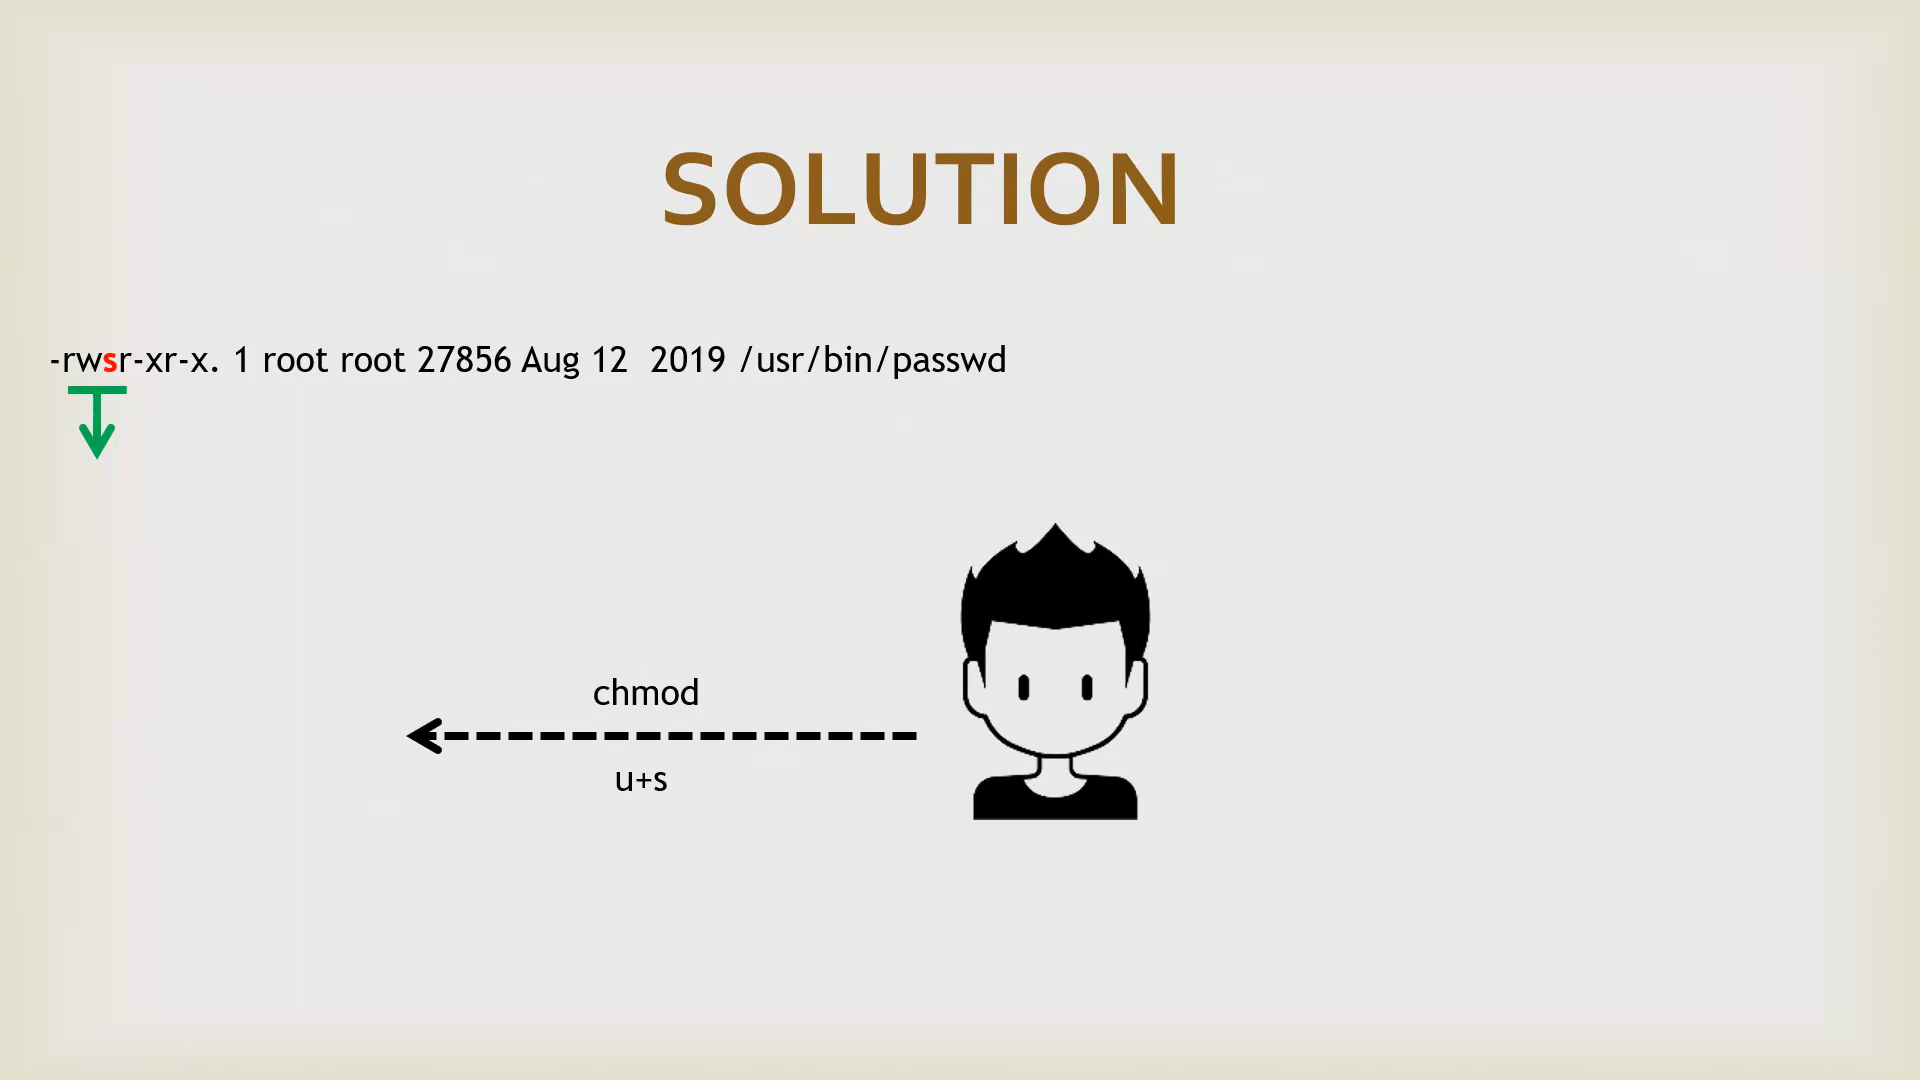 SOLUTION
-rwsr-xr-x. 1 root root 27856 Aug 12  2019 /usr/bin/passwd
chmod
u+s